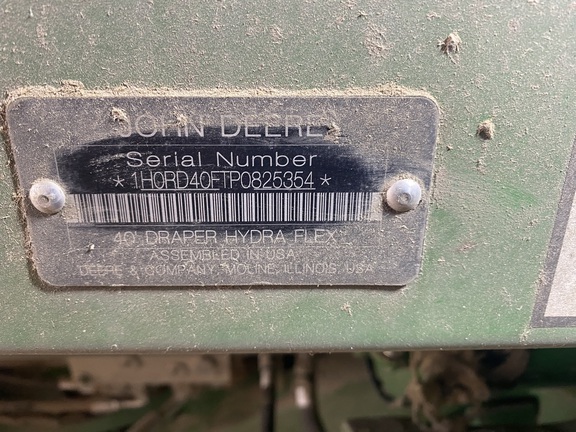 JOHN DEERE
Serial Number
*1H0RD40FTP0825354*
40 DRAPER HYDRA FLEX
ASSEMBLED IN USA
DEERE & COMPANY, MOLINE, ILLINOIS, USA